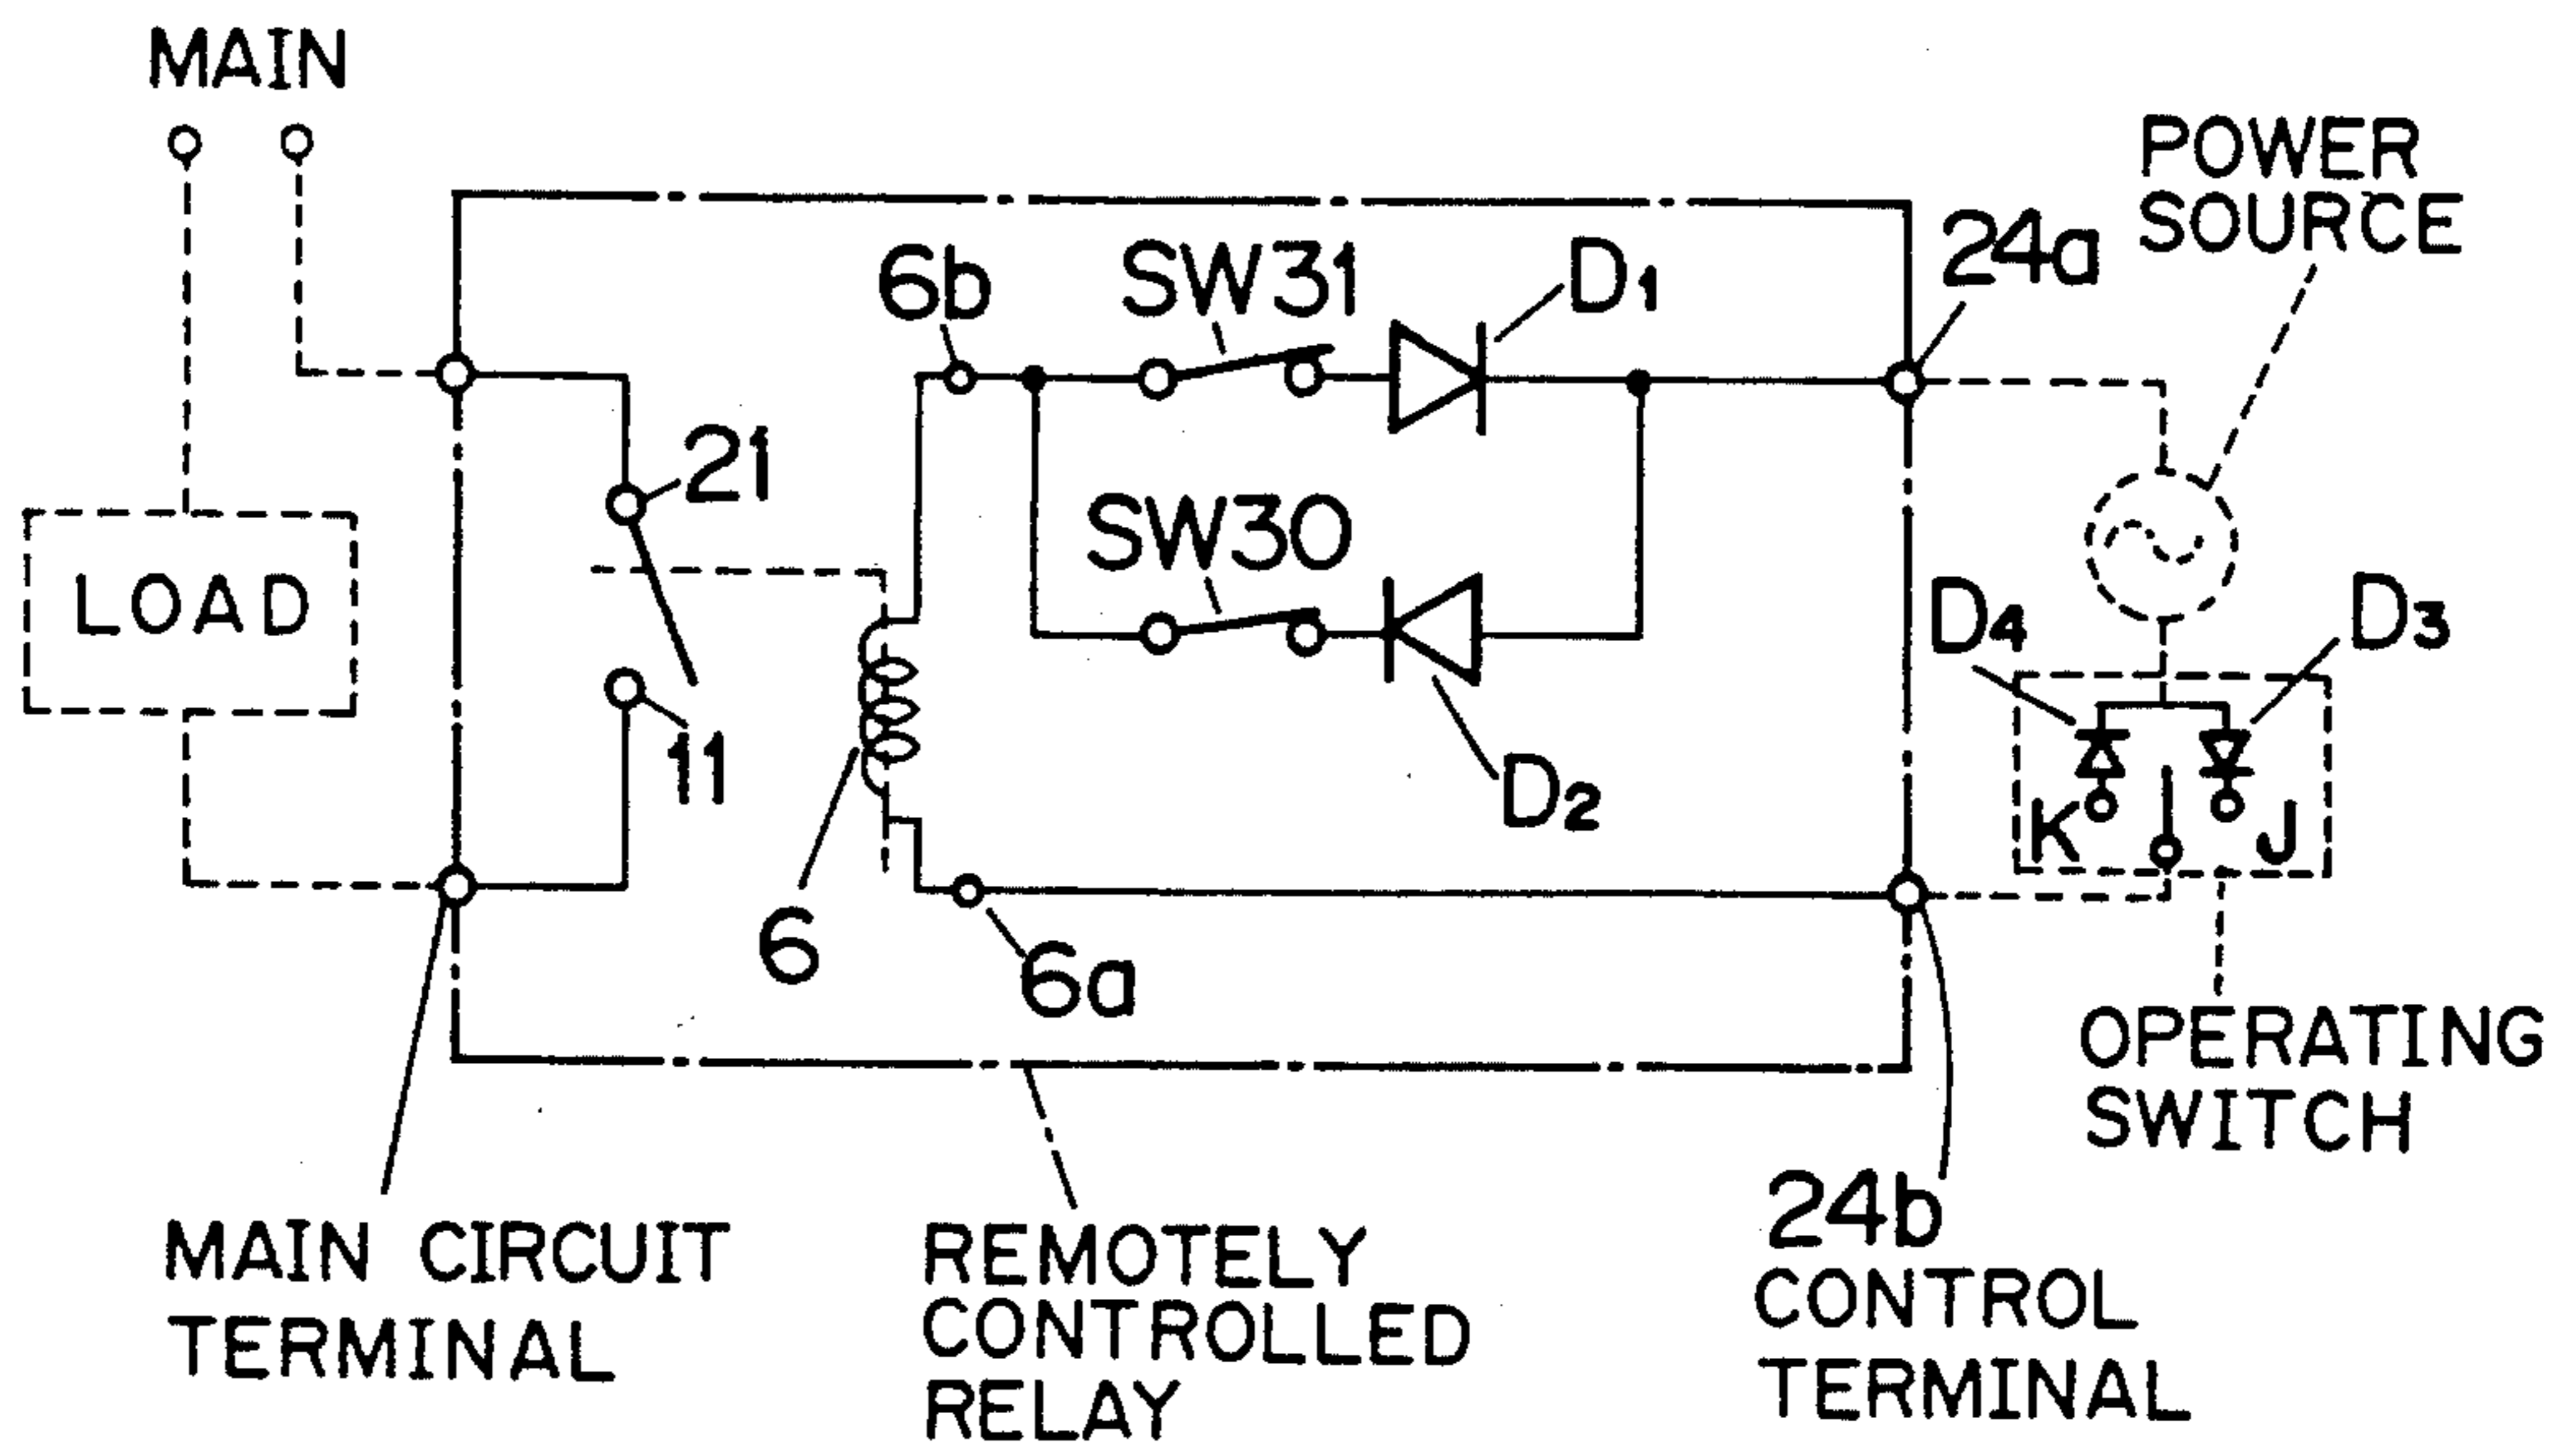 MAIN
POWER
SOURCE
24a
6b
SW31
D1
21
SW30
D4
D3
LOAD
11
D2
K
J
6
6a
OPERATING
SWITCH
24b
MAIN CIRCUIT
TERMINAL
REMOTELY
CONTROLLED
RELAY
CONTROL
TERMINAL